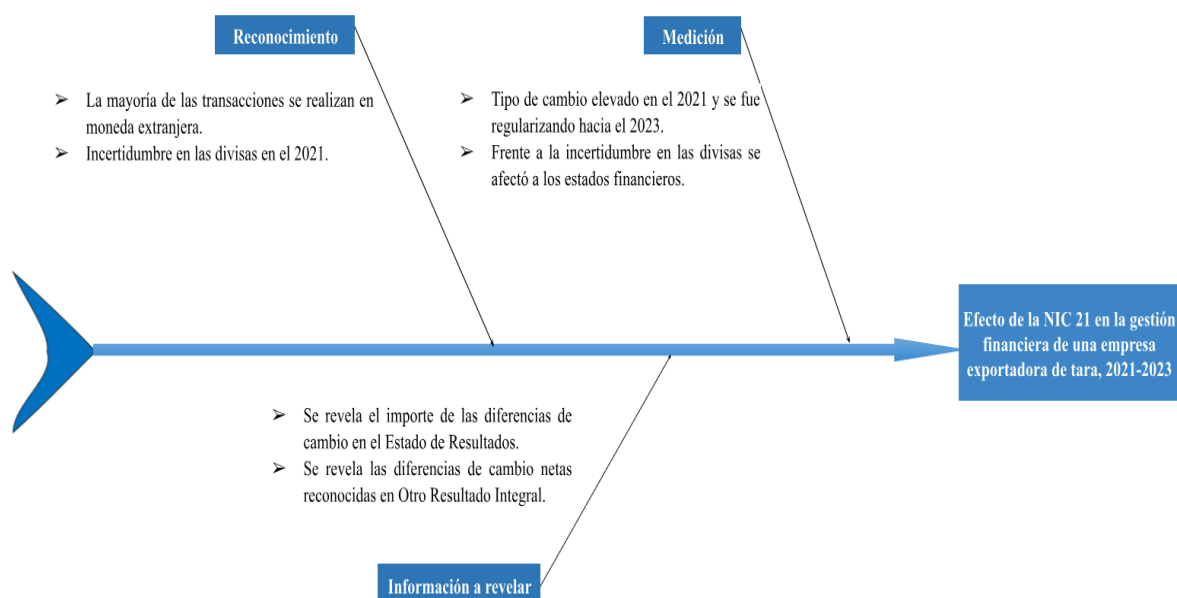 Reconocimiento
Medición
➢ La mayoría de las transacciones se realizan en
moneda extranjera.
➢ Incertidumbre en las divisas en el 2021.
➢ Tipo de cambio elevado en el 2021 y se fue
regularizando hacia el 2023.
➢ Frente a la incertidumbre en las divisas se
afectó a los estados financieros.
Efecto de la NIC 21 en la gestión
financiera de una empresa
exportadora de tara, 2021-2023
➢ Se revela el importe de las diferencias de
cambio en el Estado de Resultados.
➢ Se revela las diferencias de cambio netas
reconocidas en Otro Resultado Integral.
Información a revelar